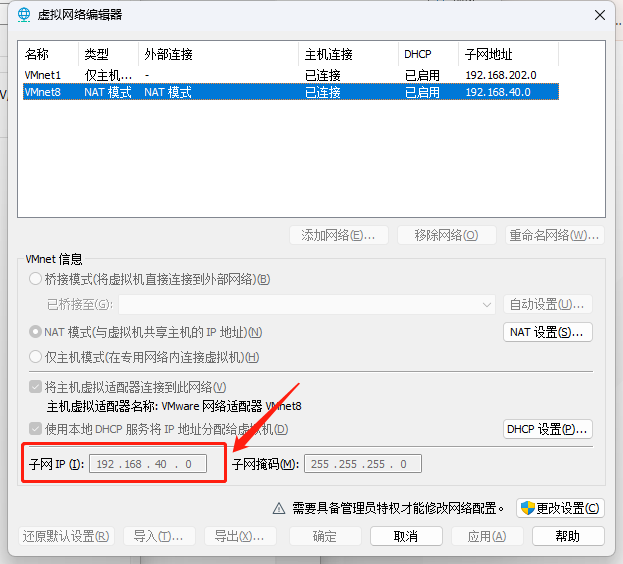 虚拟网络编辑器
名称 类型 外部连接 主机连接 DHCP 子网地址
VMnet1 仅主机... - 已连接 已启用 192.168.202.0
VMnet8 NAT 模式 NAT 模式 已连接 已启用 192.168.40.0
添加网络(E)... 移除网络(O) 重命名网络(W)...
VMnet 信息
桥接模式(将虚拟机直接连接到外部网络)(B)
已桥接至(G): 自动设置(U)...
NAT 模式(与虚拟机共享主机的 IP 地址)(N) NAT 设置(S)...
仅主机模式(在专用网络内连接虚拟机)(H)
将主机虚拟适配器连接到此网络(V)
主机虚拟适配器名称: VMware 网络适配器 VMnet8
使用本地 DHCP 服务将 IP 地址分配给虚拟机(D) DHCP 设置(P)...
子网 IP (I): 192 . 168 . 40 . 0 子网掩码(M): 255 . 255 . 255 . 0
需要具备管理员特权才能修改网络配置。 更改设置(C)
还原默认设置(R) 导入(T)... 导出(X)... 确定 取消 应用(A) 帮助